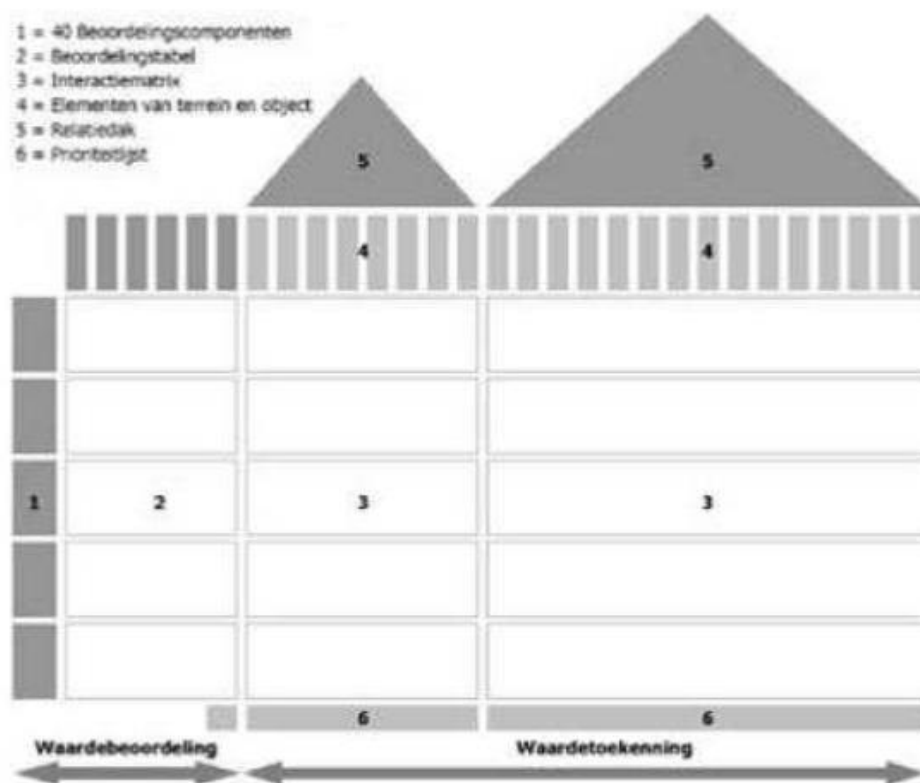 1 = 40 Beoordelingscomponenten
2 = Beoordelingstabel
3 = Interactiematrix
4 = Elementen van terrein en object
5 = Relatiedak
6 = Prioriteitlijst
5 5
4 4
1 2 3 3
6 6
Waardebeoordeling Waardetoekenning